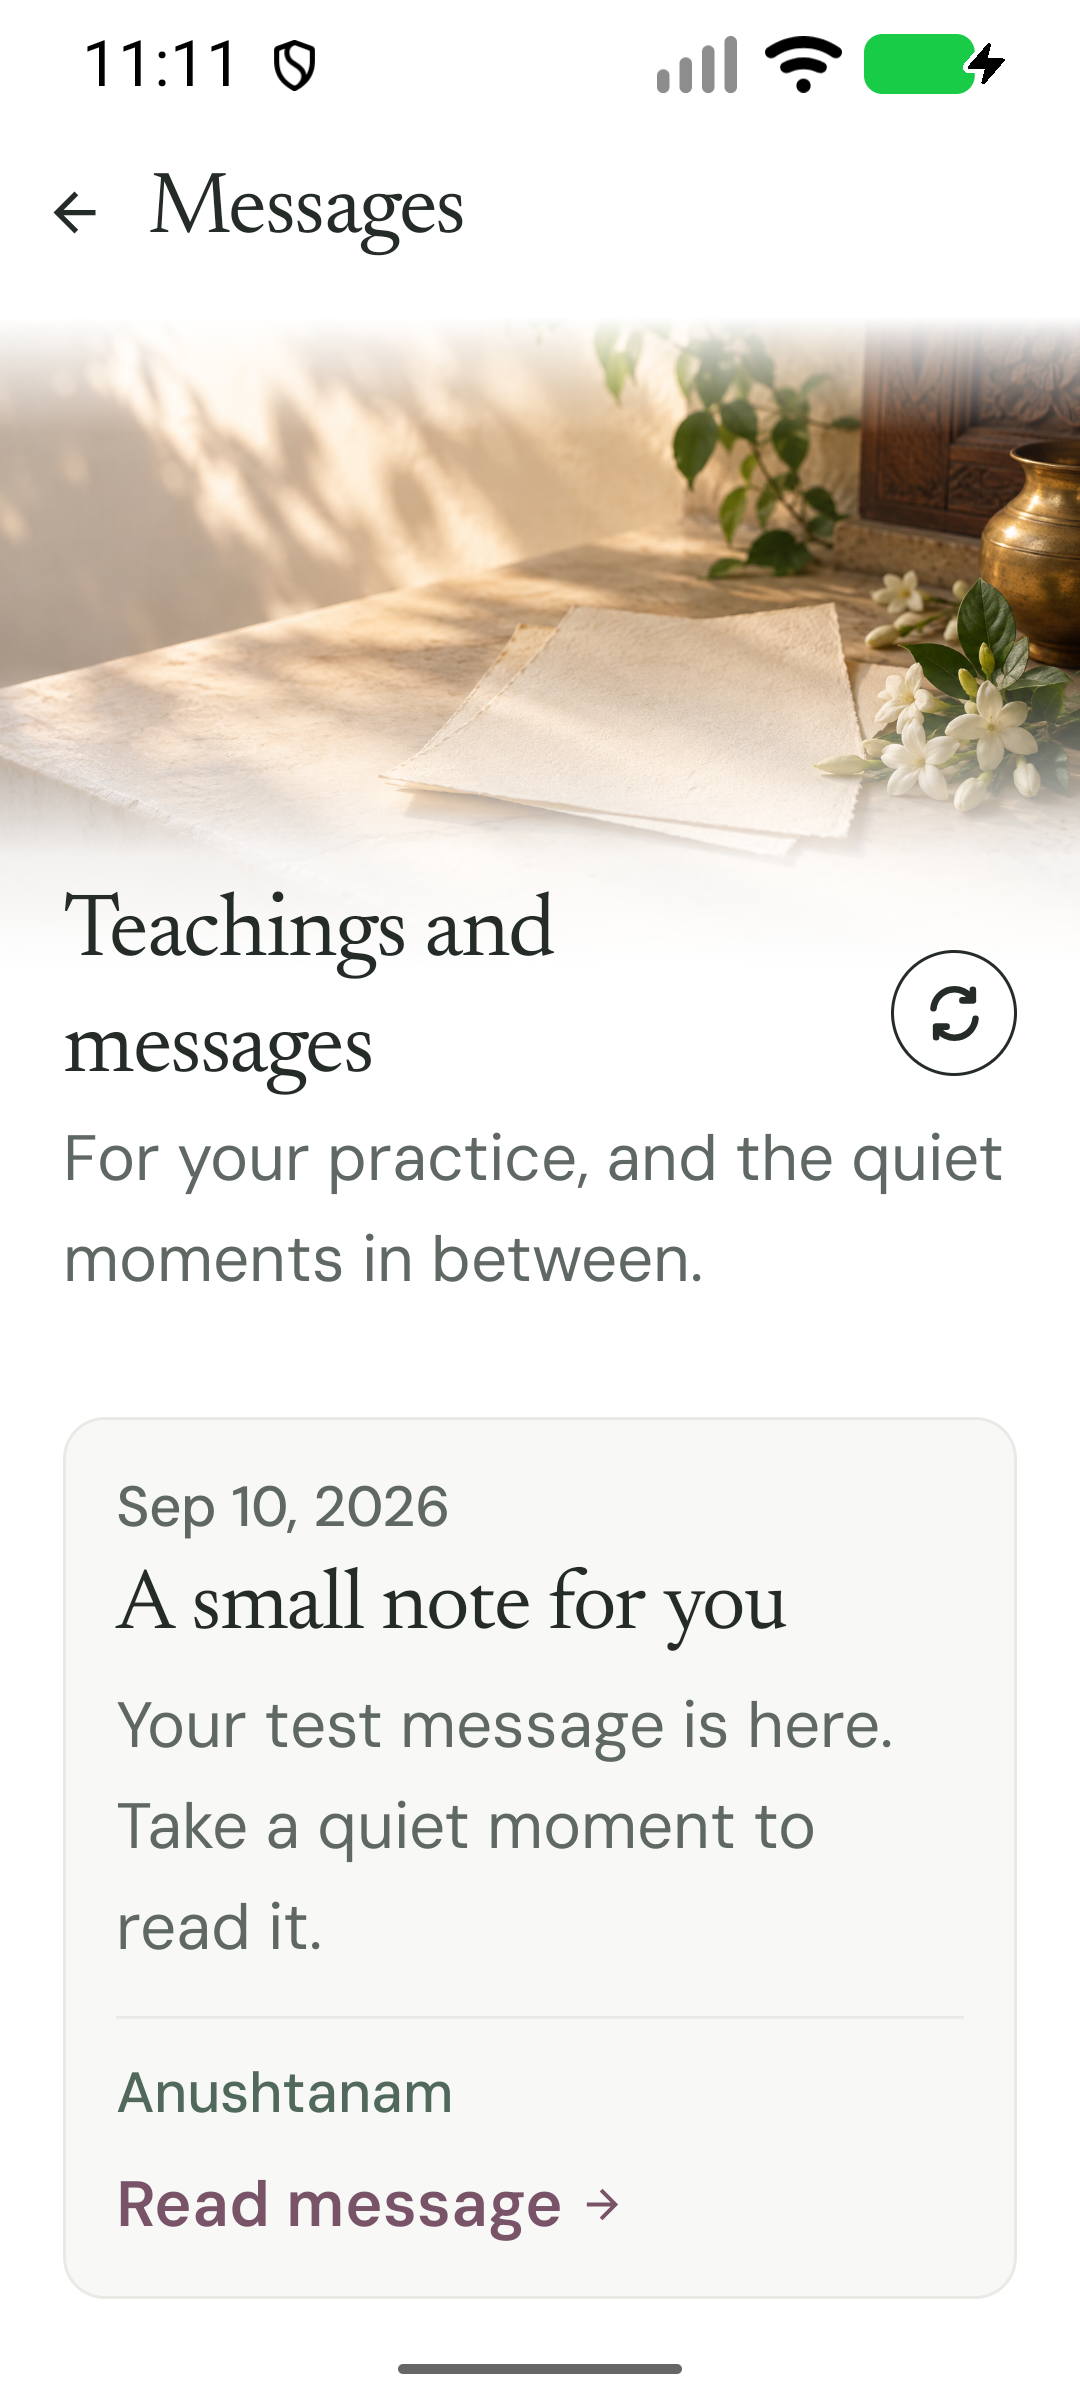 11:11
Messages
Teachings and
messages
For your practice, and the quiet
moments in between.
Sep 10, 2026
A small note for you
Your test message is here.
Take a quiet moment to
read it.
Anushtanam
Read message →